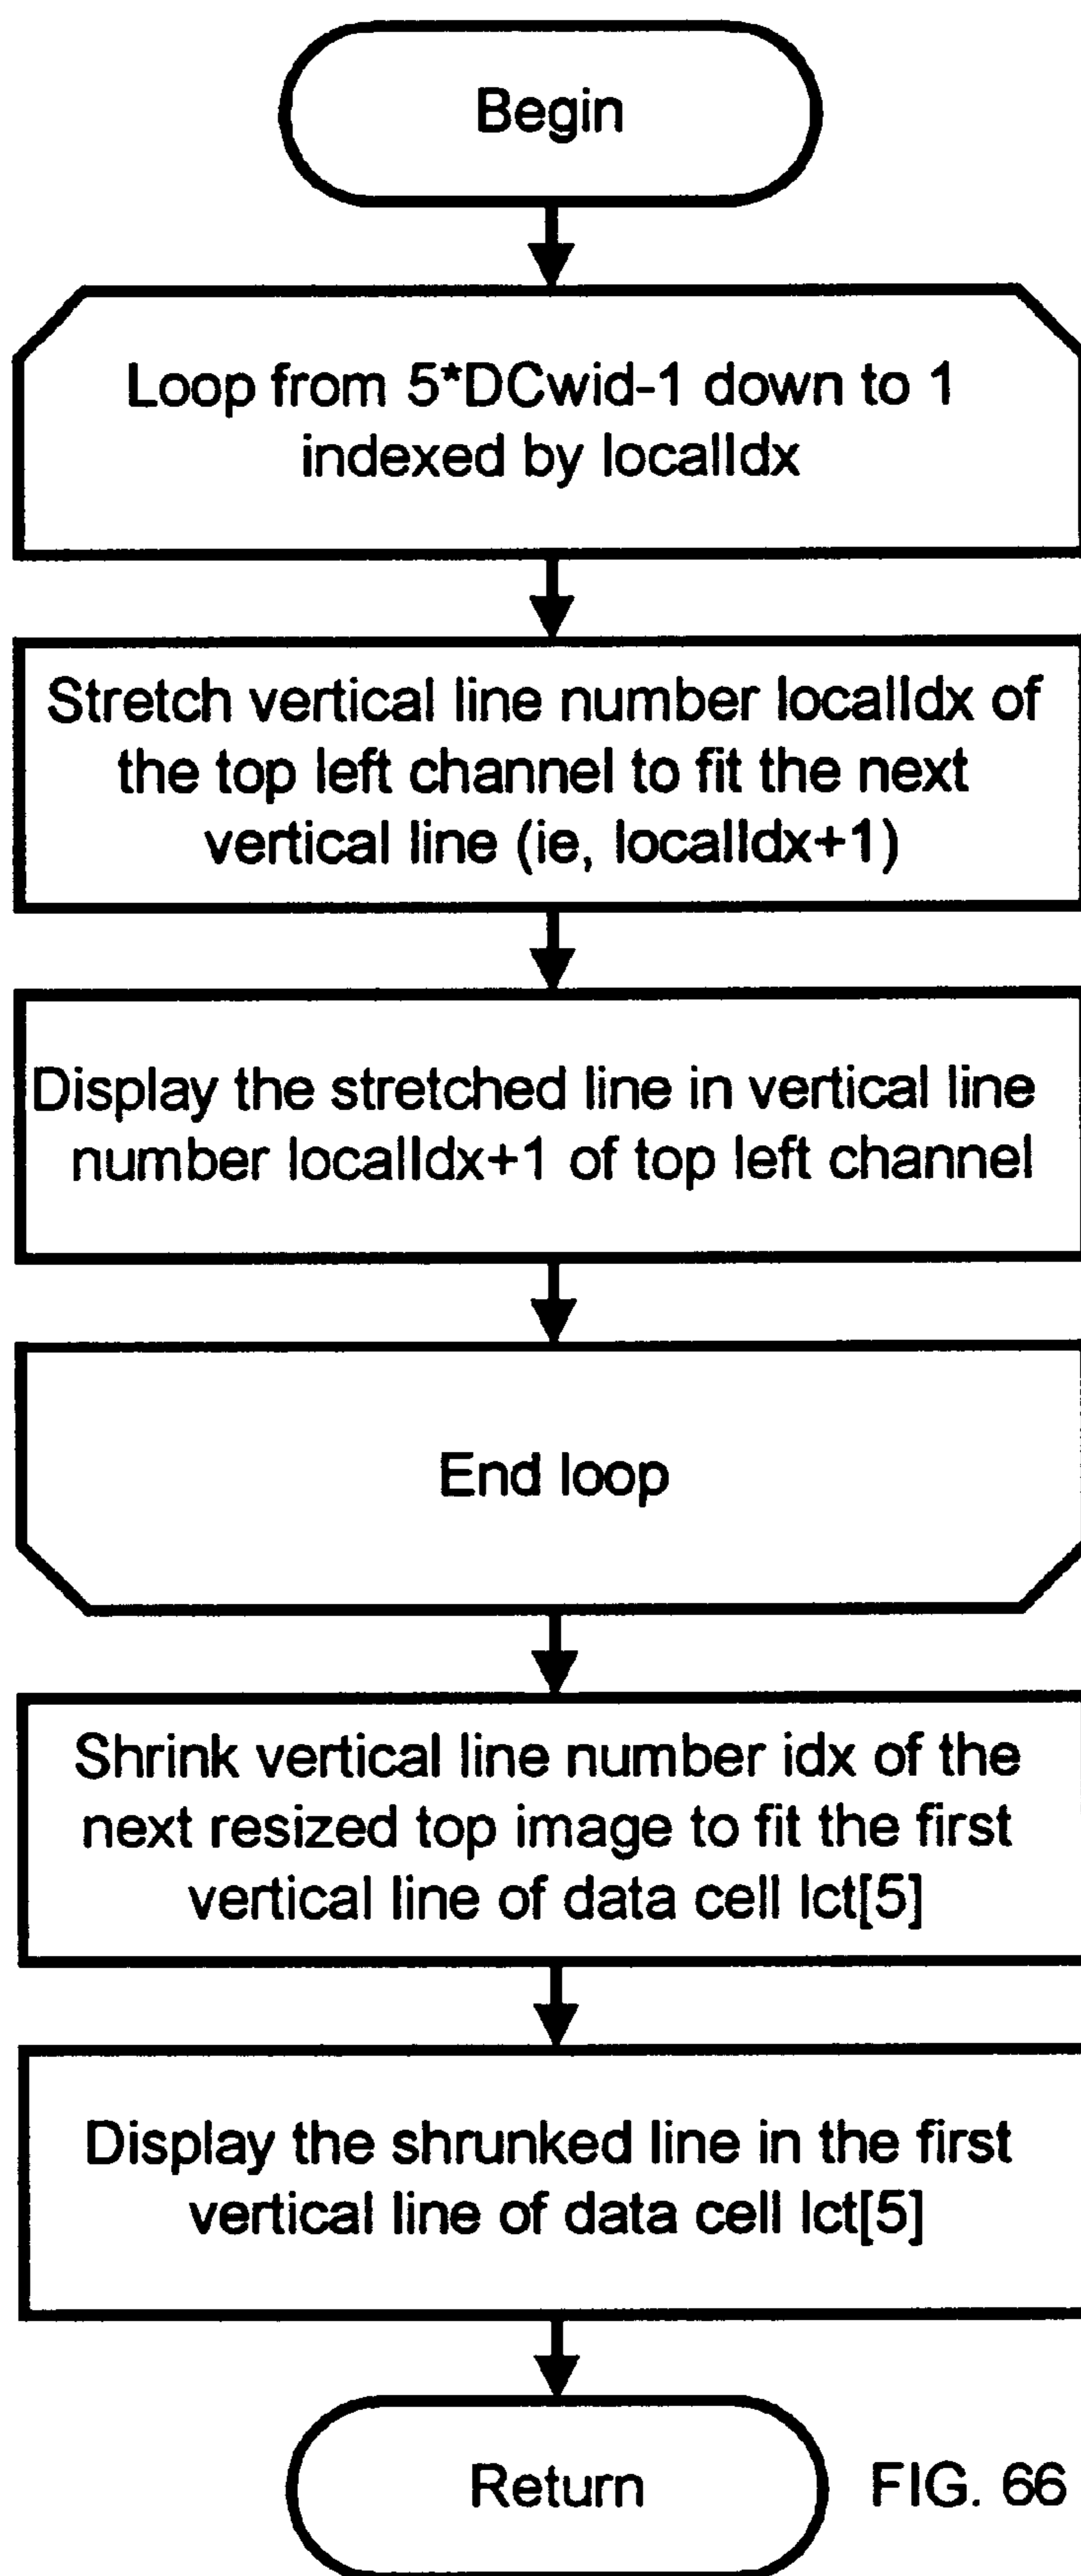 Begin
Loop from 5*DCwid-1 down to 1
indexed by localIdx
Stretch vertical line number localIdx of
the top left channel to fit the next
vertical line (ie, localIdx+1)
Display the stretched line in vertical line
number localIdx+1 of top left channel
End loop
Shrink vertical line number idx of the
next resized top image to fit the first
vertical line of data cell lct[5]
Display the shrunked line in the first
vertical line of data cell lct[5]
Return
FIG. 66